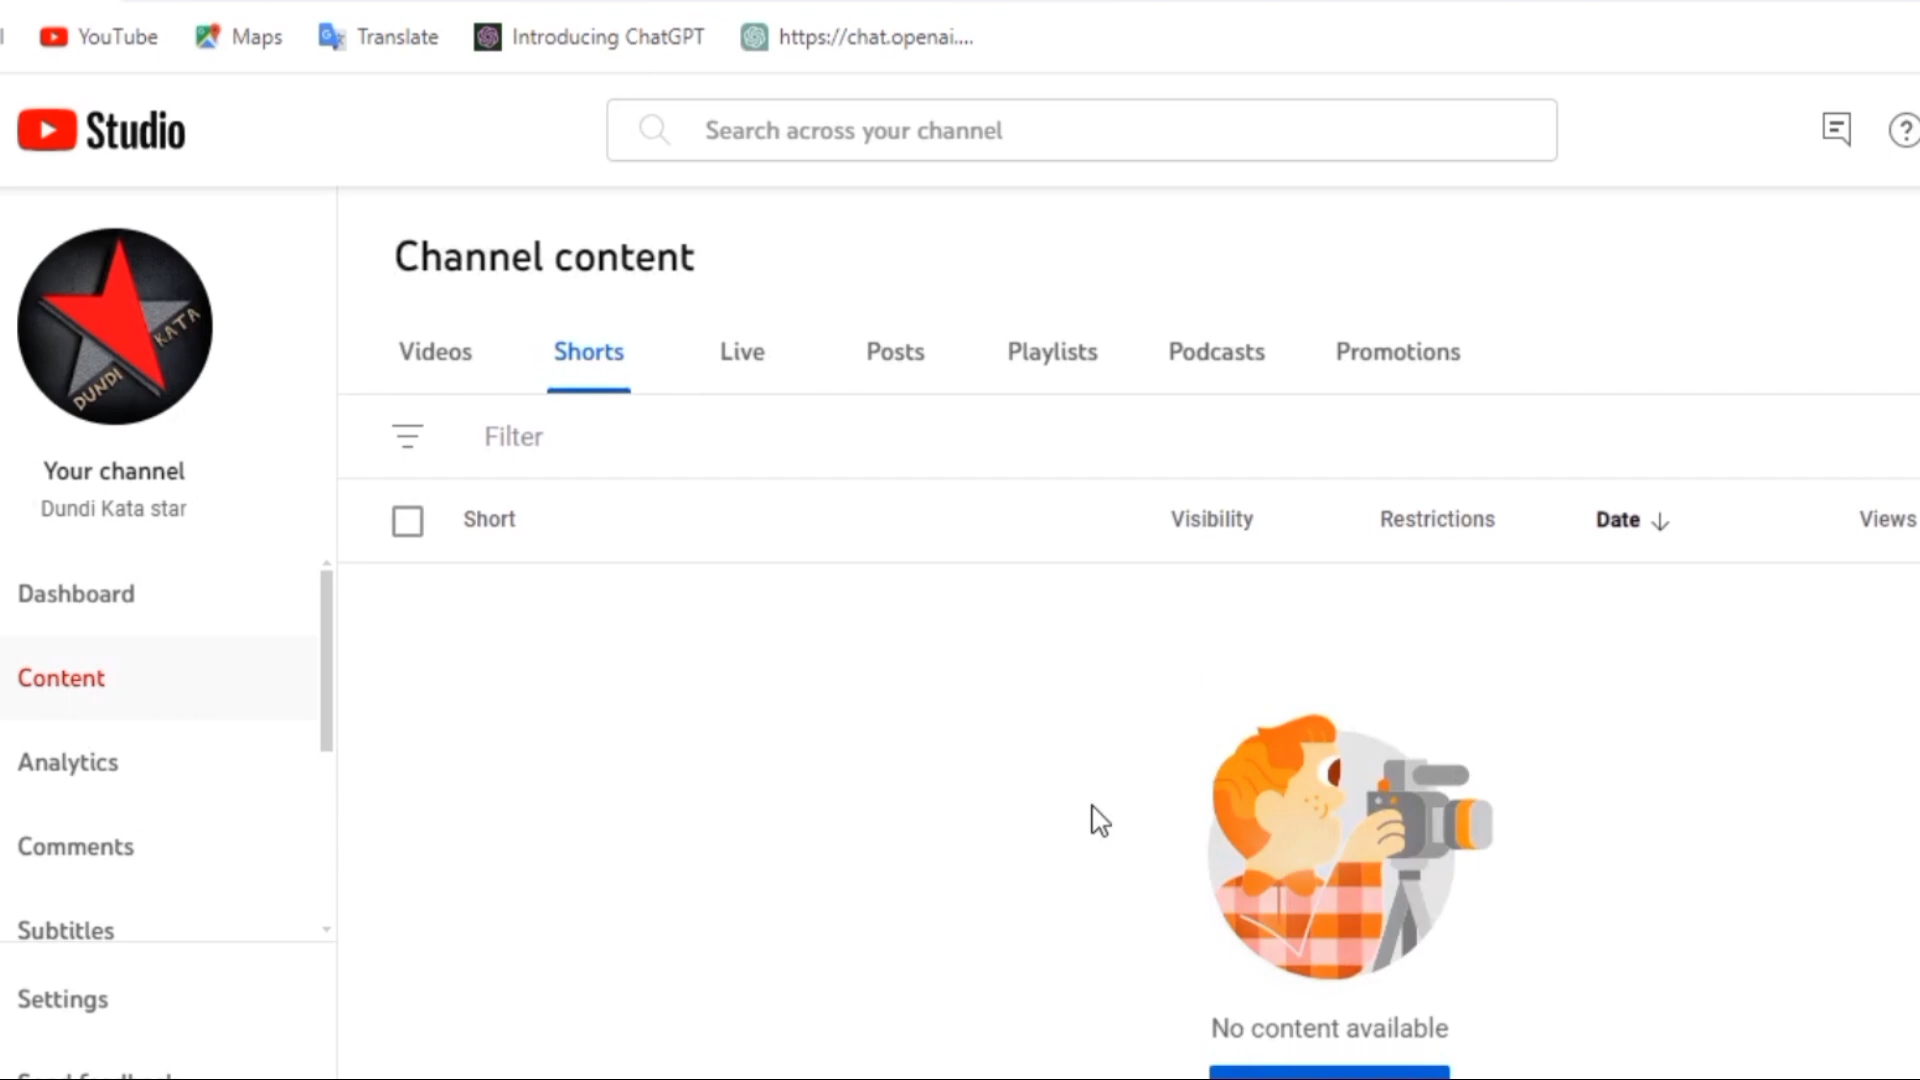 YouTube Maps Translate Introducing ChatGPT https://chat.openai....
Studio
Search across your channel
KATA
DUNDI
Your channel
Dundi Kata star
Dashboard
Content
Analytics
Comments
Subtitles
Settings
Channel content
Videos Shorts Live Posts Playlists Podcasts Promotions
Filter
Short Visibility Restrictions Date Views
No content available